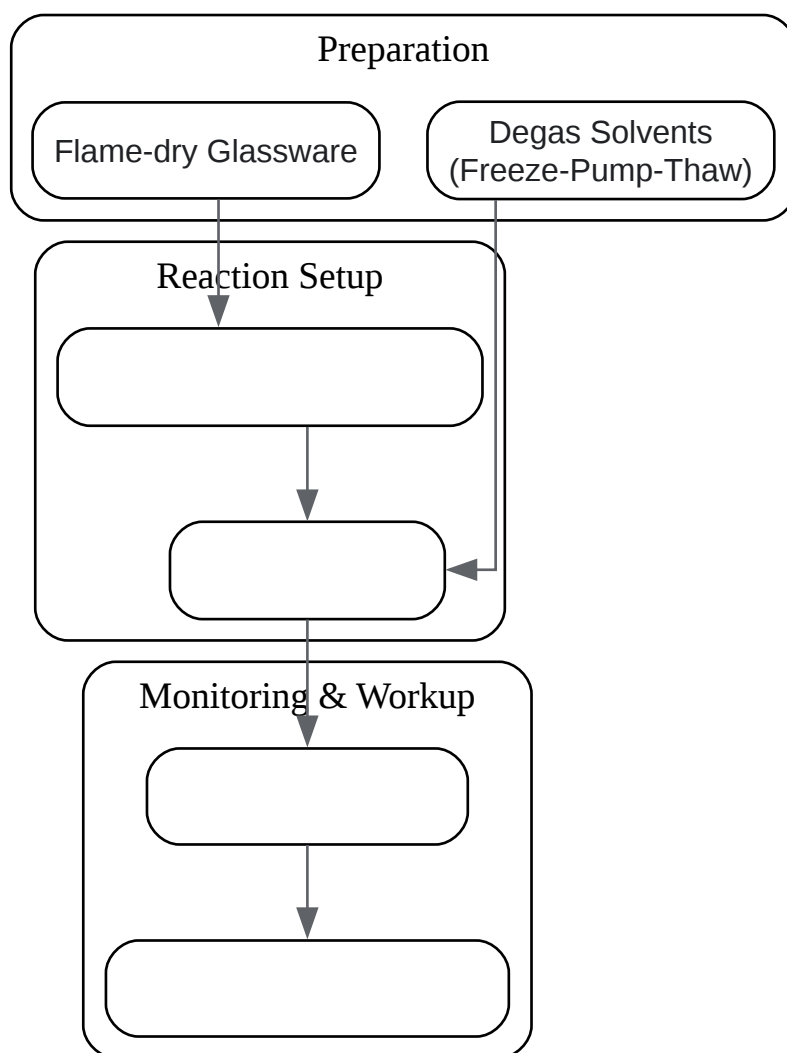 Preparation
Flame-dry Glassware
Degas Solvents
(Freeze-Pump-Thaw)
Reaction Setup
Monitoring & Workup